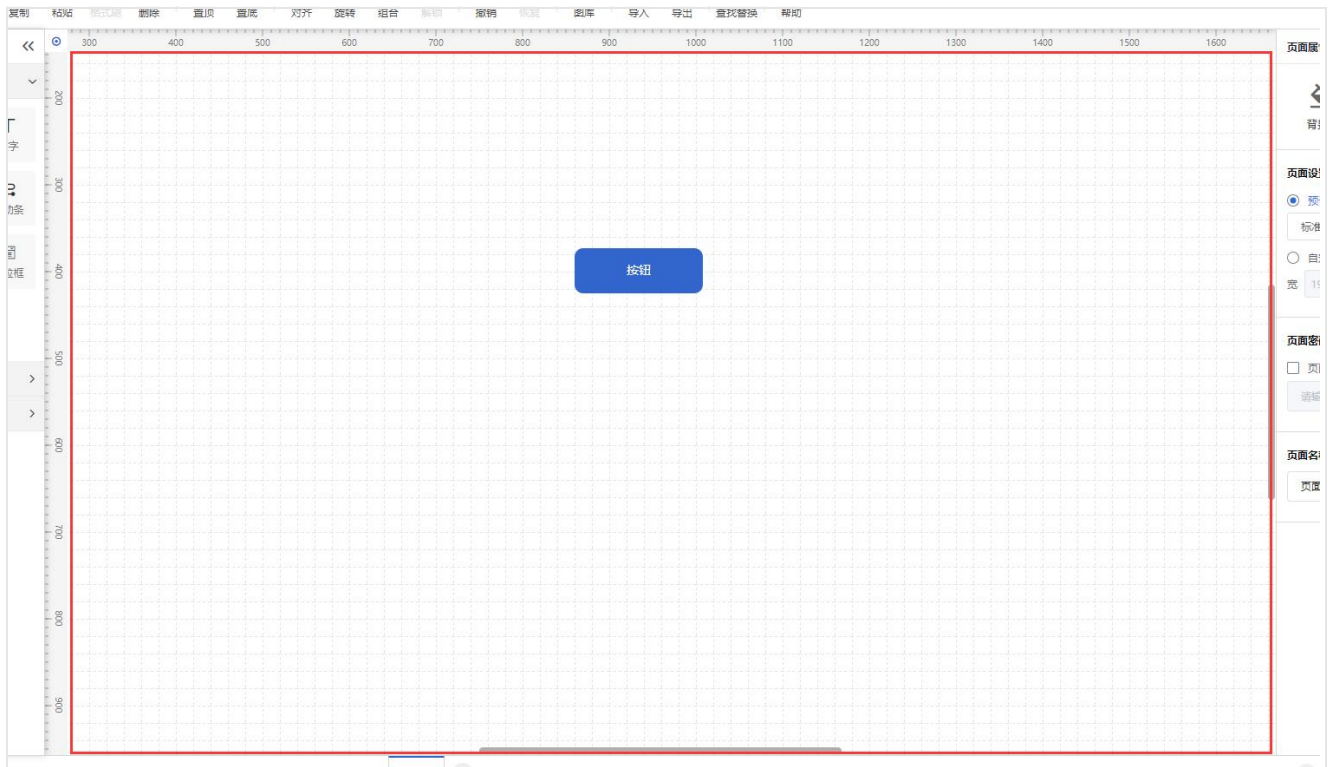 复制 粘贴 格式刷 删除 置顶 置底 对齐 旋转 组合 解锁 撤销 恢复 图库 导入 导出 查找替换 帮助
300 400 500 600 700 800 900 1000 1100 1200 1300 1400 1500 1600
页面属
200
字
背
300
页面设
预
动条
标准
400
按钮
自
拉框
宽 19
500
页面密
页
请输
600
页面名
页面
700
800
900